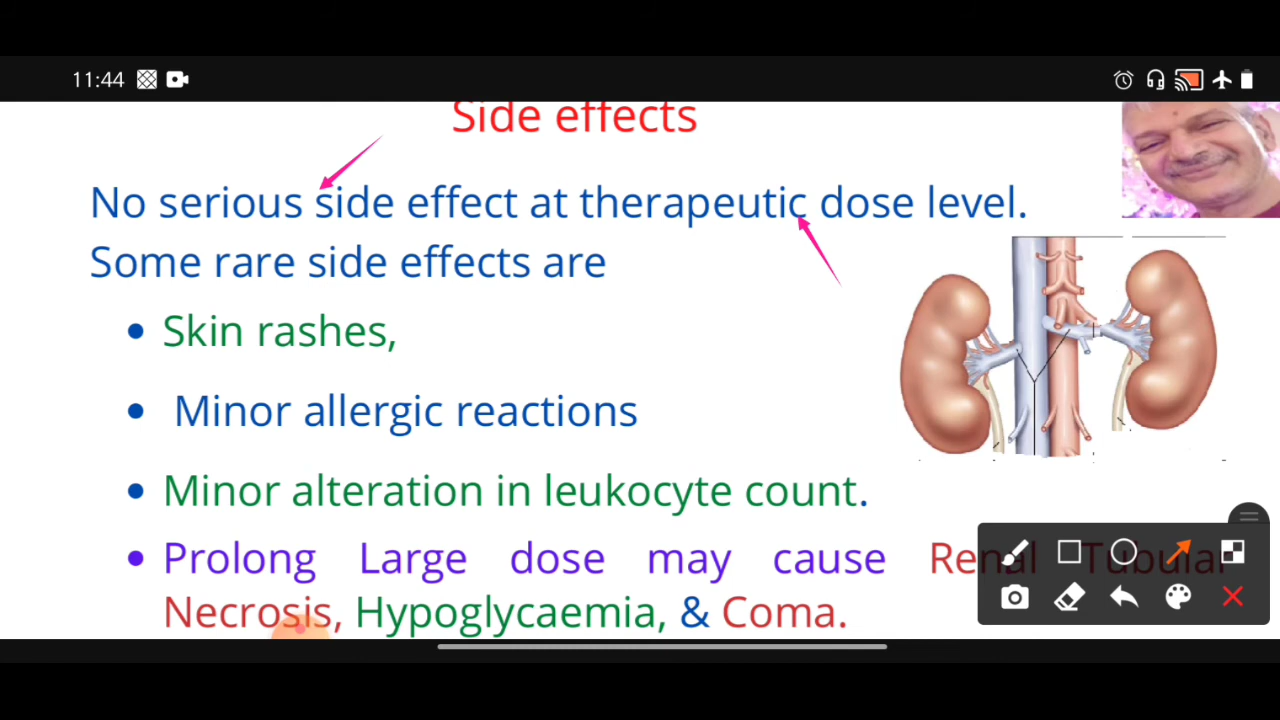 11:44
Side effects
No serious side effect at therapeutic dose level.
Some rare side effects are
• Skin rashes,
• Minor allergic reactions
• Minor alteration in leukocyte count.
• Prolong Large dose may cause Renal Tubular
Necrosis, Hypoglycaemia, & Coma.